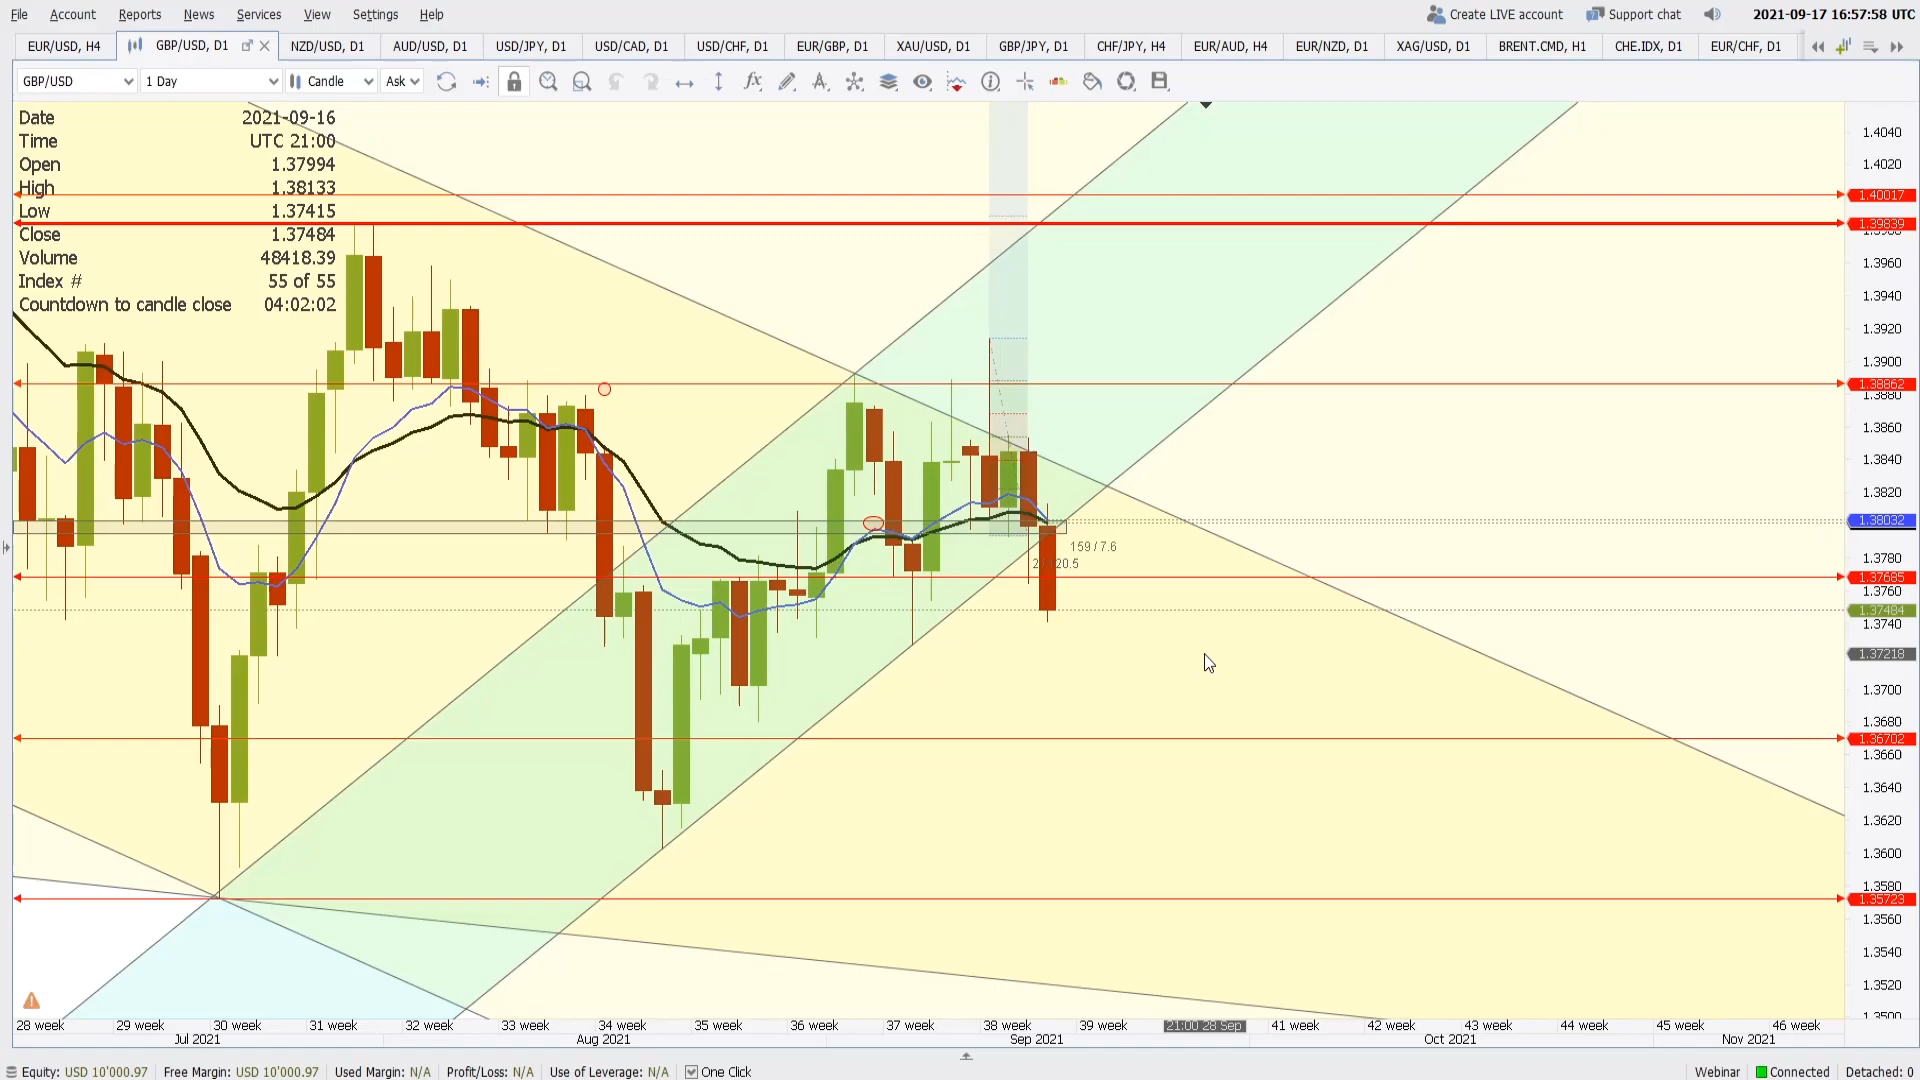 File Account Reports News Services View Settings Help Create LIVE account Support chat 2021-09-17 16:57:58 UTC
EUR/USD, H4 GBP/USD, D1 NZD/USD, D1 AUD/USD, D1 USD/JPY, D1 USD/CAD, D1 USD/CHF, D1 EUR/GBP, D1 XAU/USD, D1 GBP/JPY, D1 CHF/JPY, H4 EUR/AUD, H4 EUR/NZD, D1 XAG/USD, D1 BRENT.CMD, H1 CHE.IDX, D1 EUR/CHF, D1
GBP/USD 1 Day Candle Ask
Date 2021-09-16
Time UTC 21:00
Open 1.37994
High 1.38133
Low 1.37415
Close 1.37484
Volume 48418.39
Index # 55 of 55
Countdown to candle close 04:02:02
1.4040
1.4020
1.40017
1.39839
1.3960
1.3940
1.3920
1.3900
1.38862
1.3880
1.3860
1.3840
1.3820
1.38032
159 / 7.6
1.3780
1.37685
1.3760
1.37484
1.3740
1.37218
1.3700
1.3680
1.36702
1.3660
1.3640
1.3620
1.3600
1.3580
1.35723
1.3560
1.3540
1.3520
1.3500
28 week 29 week 30 week 31 week 32 week 33 week 34 week 35 week 36 week 37 week 38 week 39 week 21:00 28 Sep 41 week 42 week 43 week 44 week 45 week 46 week
Jul 2021 Aug 2021 Sep 2021 Oct 2021 Nov 2021
Equity: USD 10'000.97 Free Margin: USD 10'000.97 Used Margin: N/A Profit/Loss: N/A Use of Leverage: N/A One Click Webinar Connected Detached: 0